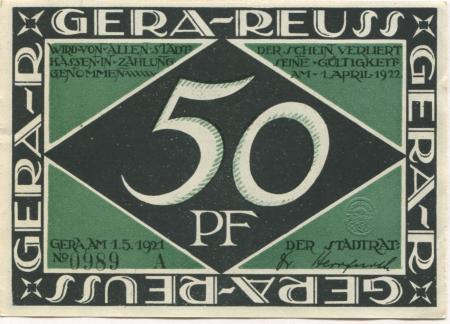 GERA-REUSS
GERA-R
GERA-R
WIRD VON ALLEN STADT-
KASSEN IN ZAHLUNG
GENOMMEN
DER SCHEIN VERLIERT
SEINE GÜLTIGKEIT
AM 1. APRIL 1922
50
PF
GERA, AM 1.5.1921
No 0989 A
DER STADTRAT:
GERA-REUSS